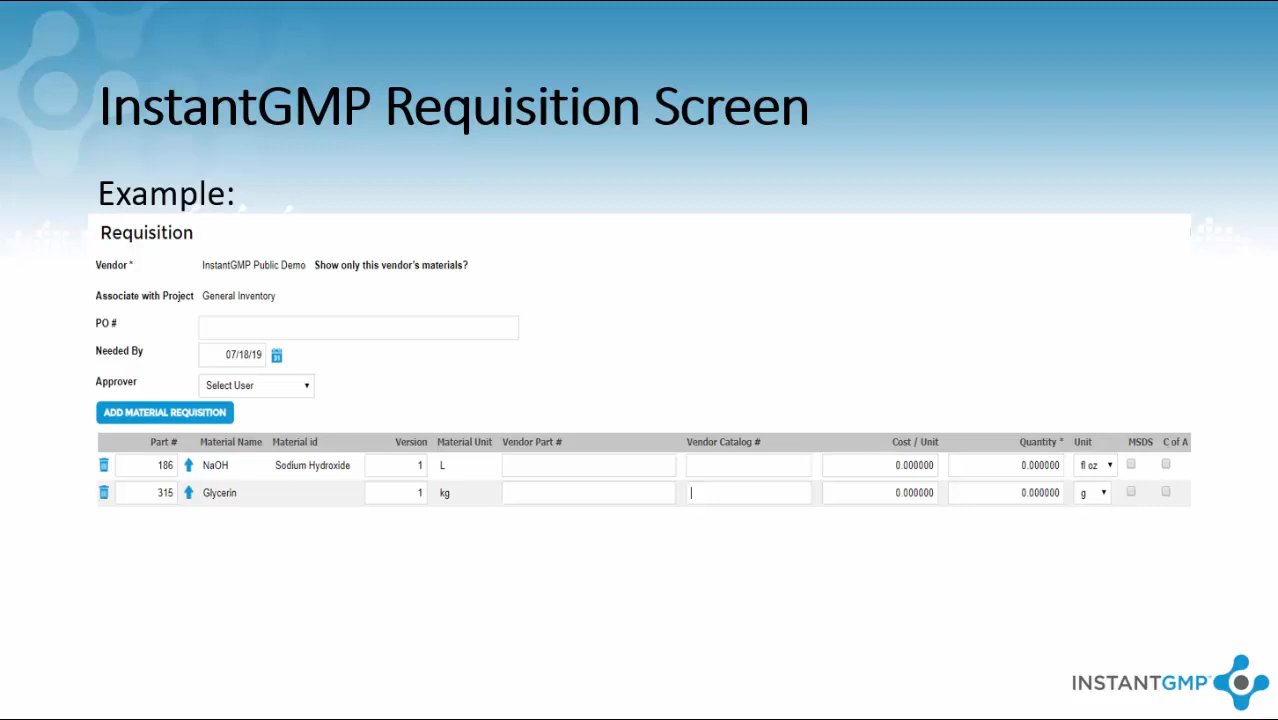 InstantGMP Requisition Screen
Example:
Requisition
Vendor * InstantGMP Public Demo Show only this vendor's materials?
Associate with Project General Inventory
PO #
Needed By 07/18/19 31
Approver Select User
ADD MATERIAL REQUISITION
Part # Material Name Material id Version Material Unit Vendor Part # Vendor Catalog # Cost / Unit Quantity * Unit MSDS C of A
186 NaOH Sodium Hydroxide 1 L 0.000000 0.000000 fl oz
315 Glycerin 1 kg 0.000000 0.000000 g
INSTANTGMP